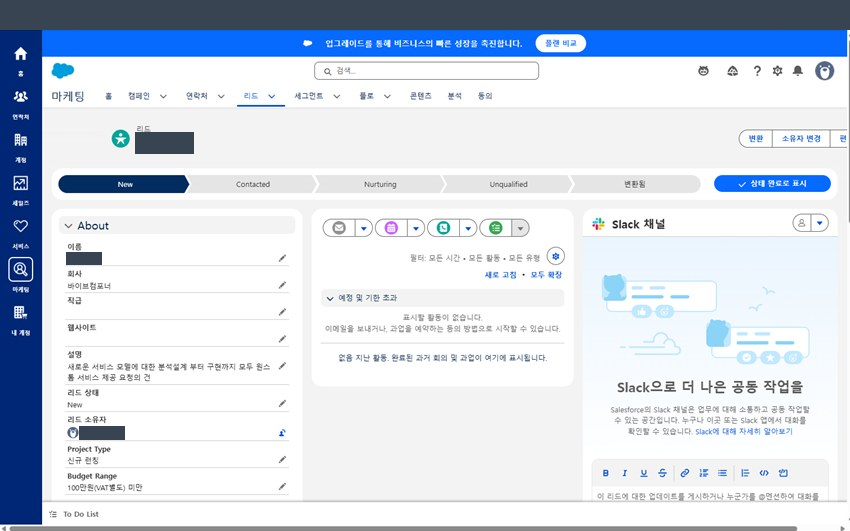 업그레이드를 통해 비즈니스의 빠른 성장을 촉진합니다. 플랜 비교
홈
연락처
계정
세일즈
서비스
마케팅
내 계정
검색...
마케팅 홈 캠페인 연락처 리드 세그먼트 플로 콘텐츠 분석 동의
리드
변환 소유자 변경 편
New Contacted Nurturing Unqualified 변환됨 상태 완료로 표시
About
이름
회사
바이브컴포너
직급
웹사이트
설명
새로운 서비스 모델에 대한 분석설계 부터 구현까지 모두 원스
톱 서비스 제공 요청의 건
리드 상태
New
리드 소유자
Project Type
신규 런칭
Budget Range
100만원(VAT별도) 미만
필터: 모든 시간 • 모든 활동 • 모든 유형
새로 고침 • 모두 확장
예정 및 기한 초과
표시할 활동이 없습니다.
이메일을 보내거나, 과업을 예약하는 등의 방법으로 시작할 수 있습니다.
없음 지난 활동. 완료된 과거 회의 및 과업이 여기에 표시됩니다.
Slack 채널
Slack으로 더 나은 공동 작업을
Salesforce의 Slack 채널은 업무에 대해 소통하고 공동 작업할
수 있는 공간입니다. 누구나 이곳 또는 Slack 앱에서 대화를
확인할 수 있습니다. Slack에 대해 자세히 알아보기
B I U S
이 리드에 대한 업데이트를 게시하거나 누군가를 @멘션하여 대화를
To Do List